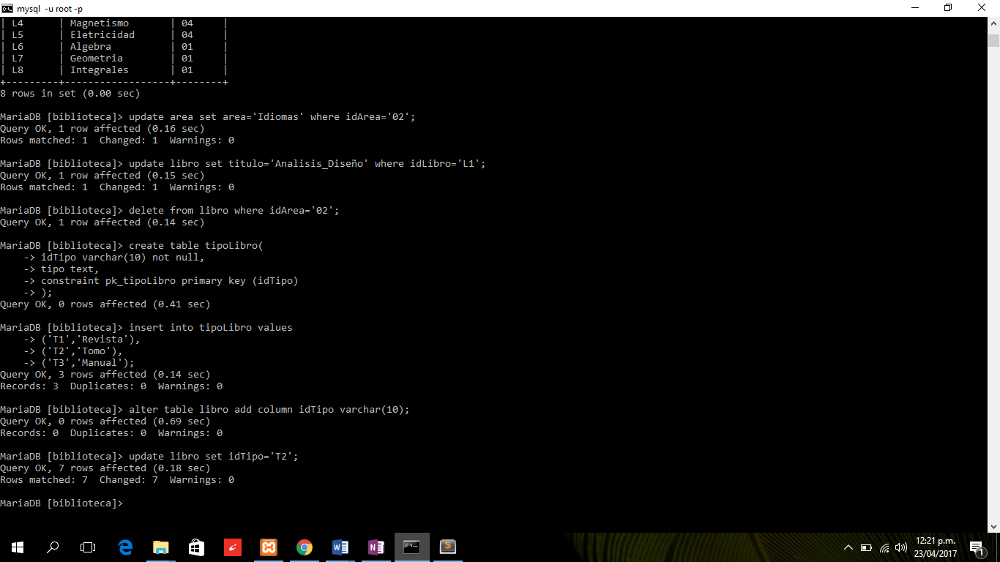 mysql  -u root -p
| L4      | Magnetismo       | 04     |
| L5      | Eletricidad      | 04     |
| L6      | Algebra          | 01     |
| L7      | Geometria        | 01     |
| L8      | Integrales       | 01     |
+---------+------------------+--------+
8 rows in set (0.00 sec)
MariaDB [biblioteca]> update area set area='Idiomas' where idArea='02';
Query OK, 1 row affected (0.16 sec)
Rows matched: 1  Changed: 1  Warnings: 0
MariaDB [biblioteca]> update libro set titulo='Analisis_Diseño' where idLibro='L1';
Query OK, 1 row affected (0.15 sec)
Rows matched: 1  Changed: 1  Warnings: 0
MariaDB [biblioteca]> delete from libro where idArea='02';
Query OK, 1 row affected (0.14 sec)
MariaDB [biblioteca]> create table tipoLibro(
    -> idTipo varchar(10) not null,
    -> tipo text,
    -> constraint pk_tipoLibro primary key (idTipo)
    -> );
Query OK, 0 rows affected (0.41 sec)
MariaDB [biblioteca]> insert into tipoLibro values
    -> ('T1','Revista'),
    -> ('T2','Tomo'),
    -> ('T3','Manual');
Query OK, 3 rows affected (0.14 sec)
Records: 3  Duplicates: 0  Warnings: 0
MariaDB [biblioteca]> alter table libro add column idTipo varchar(10);
Query OK, 0 rows affected (0.69 sec)
Records: 0  Duplicates: 0  Warnings: 0
MariaDB [biblioteca]> update libro set idTipo='T2';
Query OK, 7 rows affected (0.18 sec)
Rows matched: 7  Changed: 7  Warnings: 0
MariaDB [biblioteca]>
12:21 p.m.
23/04/2017
1